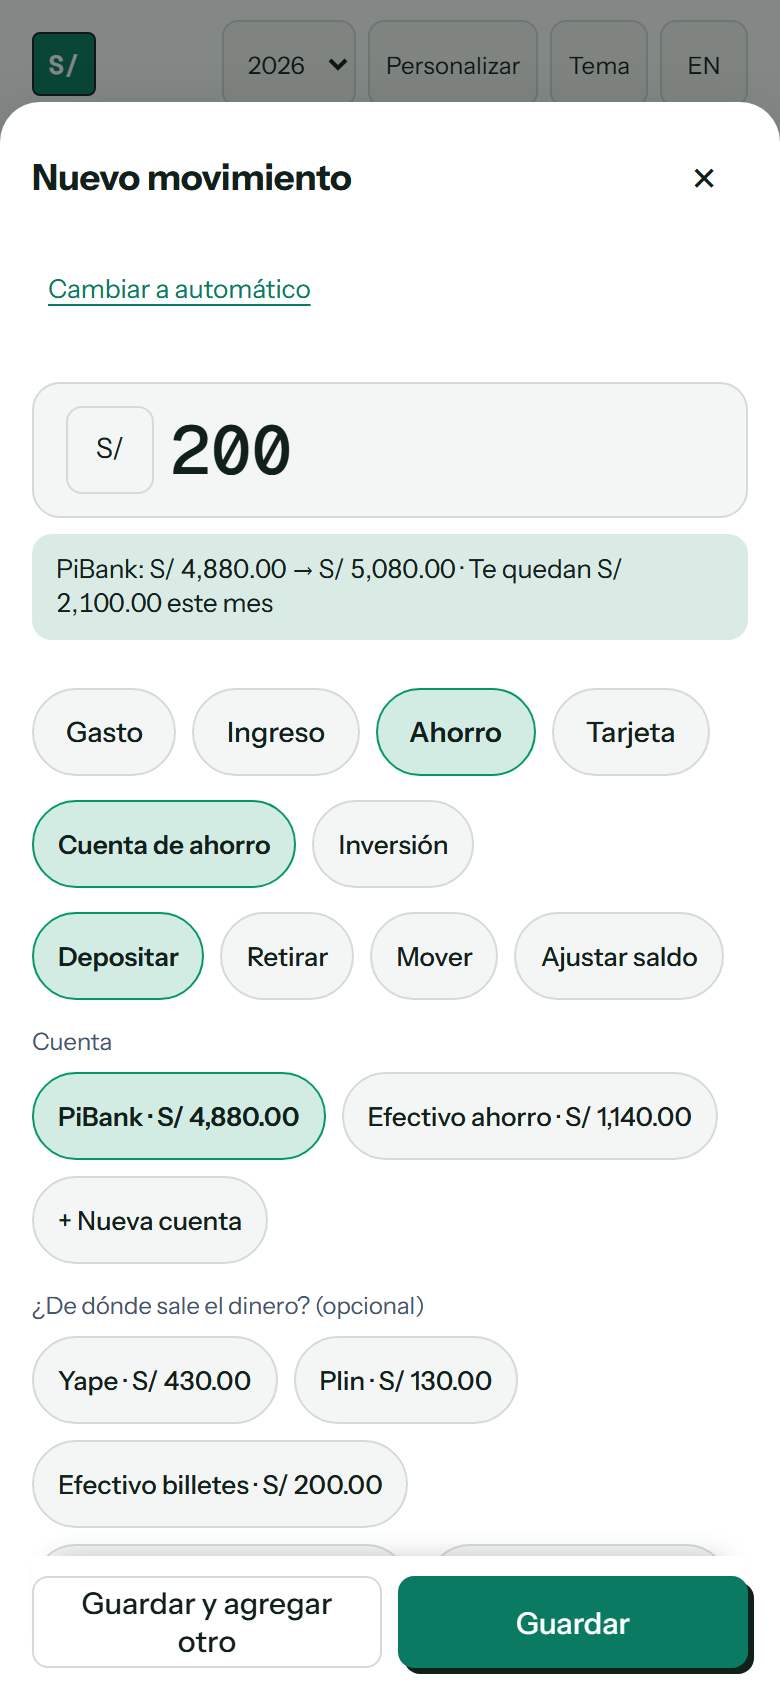 S/ 2026 Personalizar Tema EN
Nuevo movimiento ✕
Cambiar a automático
S/ 200
PiBank: S/ 4,880.00 → S/ 5,080.00 · Te quedan S/
2,100.00 este mes
Gasto Ingreso Ahorro Tarjeta
Cuenta de ahorro Inversión
Depositar Retirar Mover Ajustar saldo
Cuenta
PiBank · S/ 4,880.00 Efectivo ahorro · S/ 1,140.00
+ Nueva cuenta
¿De dónde sale el dinero? (opcional)
Yape · S/ 430.00 Plin · S/ 130.00
Efectivo billetes · S/ 200.00
Guardar y agregar
otro
Guardar